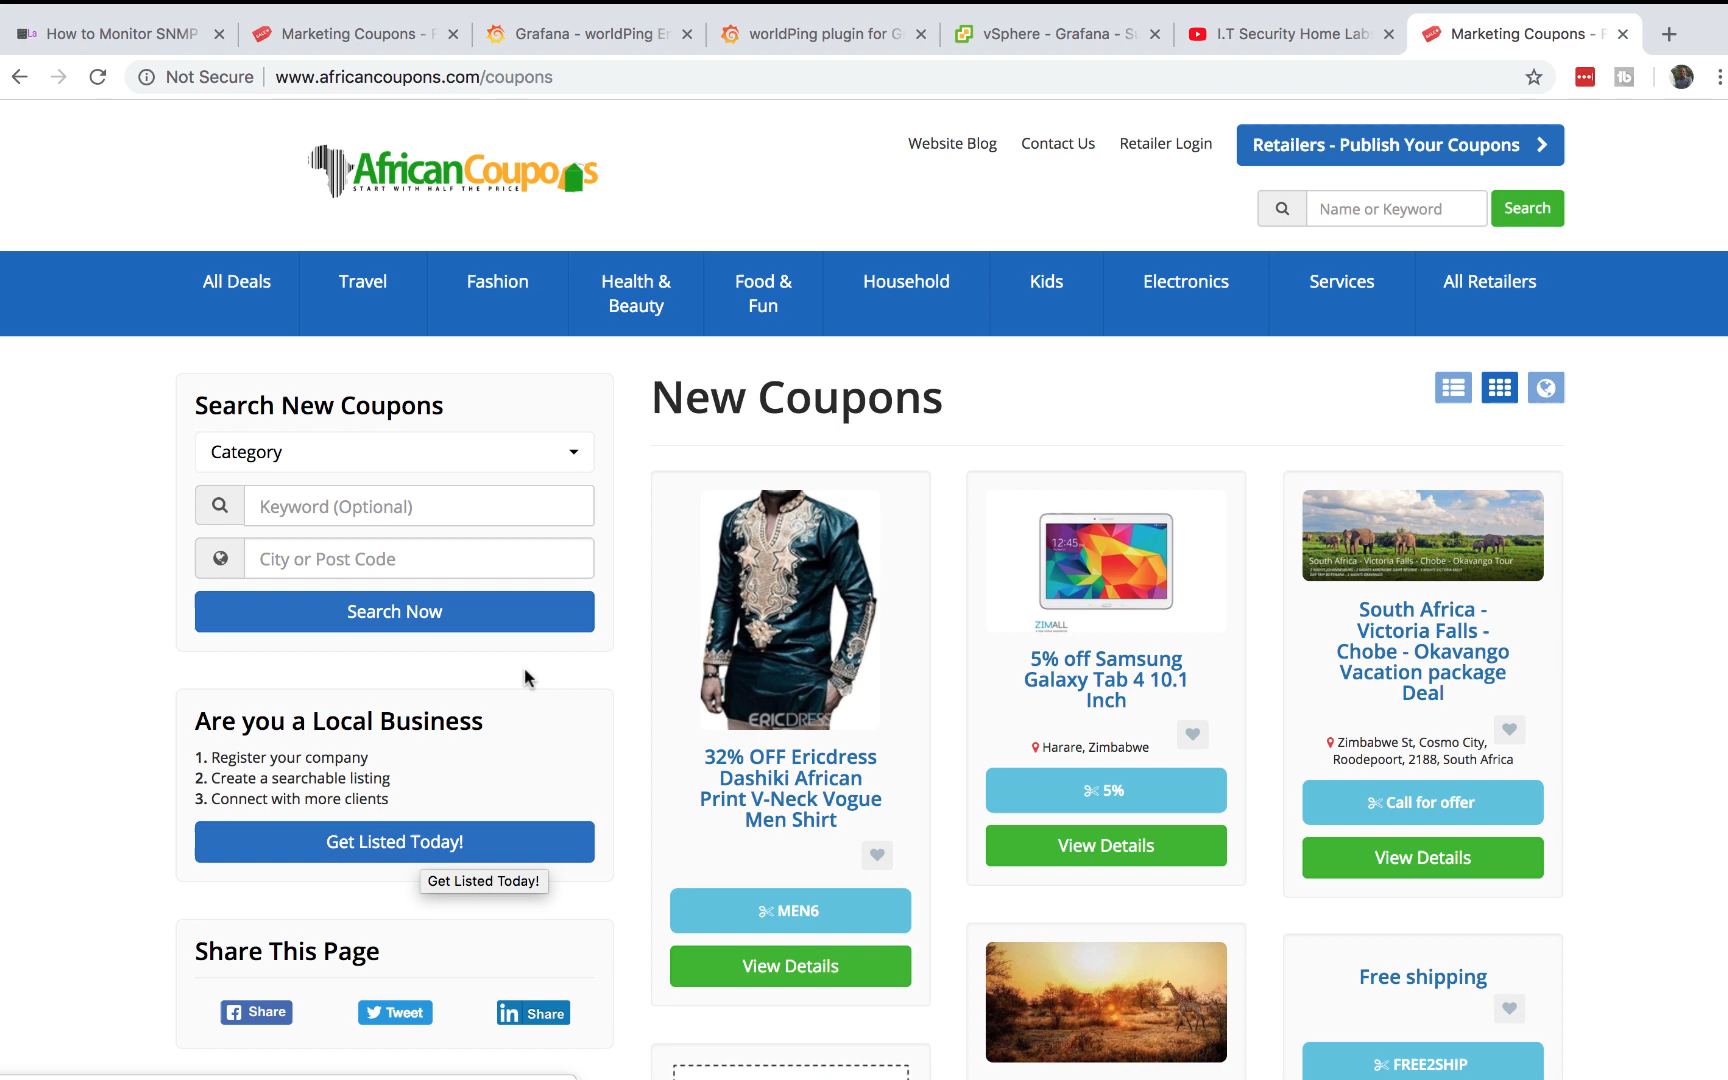 How to Monitor SNMP
Marketing Coupons -
Grafana - worldPing
worldPing plugin for
vSphere - Grafana -
I.T Security Home Labs
Marketing Coupons -
Not Secure
www.africancoupons.com/coupons
AfricanCoupons
START WITH HALF THE PRICE
Website Blog
Contact Us
Retailer Login
Retailers - Publish Your Coupons
Name or Keyword
Search
All Deals
Travel
Fashion
Health &
Beauty
Food &
Fun
Household
Kids
Electronics
Services
All Retailers
Search New Coupons
Category
Keyword (Optional)
City or Post Code
Search Now
Are you a Local Business
1. Register your company
2. Create a searchable listing
3. Connect with more clients
Get Listed Today!
Get Listed Today!
Share This Page
Share
Tweet
in Share
New Coupons
ERICDRESS
32% OFF Ericdress
Dashiki African
Print V-Neck Vogue
Men Shirt
MEN6
View Details
12:45
ZIMALL
5% off Samsung
Galaxy Tab 4 10.1
Inch
Harare, Zimbabwe
5%
View Details
South Africa - Victoria Falls - Chobe - Okavango Tour
South Africa -
Victoria Falls -
Chobe - Okavango
Vacation package
Deal
Zimbabwe St, Cosmo City,
Roodepoort, 2188, South Africa
Call for offer
View Details
Free shipping
FREE2SHIP